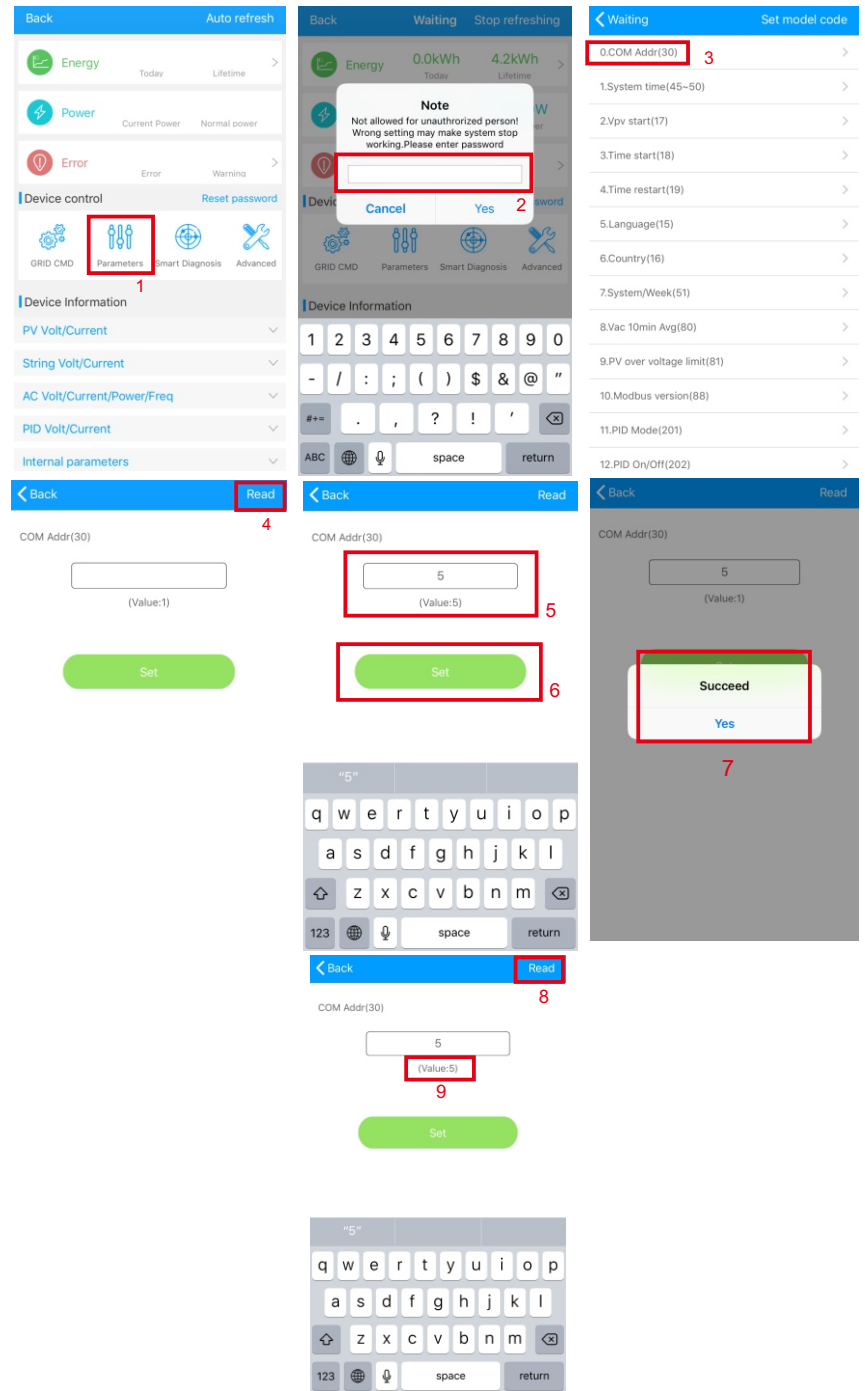 Back Auto refresh
Energy
Today Lifetime
Power
Current Power Normal power
Error
Error Warning
Device control Reset password
GRID CMD Parameters Smart Diagnosis Advanced
1
Device Information
PV Volt/Current
String Volt/Current
AC Volt/Current/Power/Freq
PID Volt/Current
Internal parameters
Back Waiting Stop refreshing
Energy 0.0kWh 4.2kWh
Today Lifetime
W
Note
Not allowed for unauthrorized person!
Wrong setting may make system stop
working.Please enter password
Cancel Yes
2
Devic sword
GRID CMD Parameters Smart Diagnosis Advanced
Device Information
1 2 3 4 5 6 7 8 9 0
- / : ; ( ) $ & @ "
#+= . , ? ! '
ABC space return
Waiting Set model code
0.COM Addr(30)
3
1.System time(45~50)
2.Vpv start(17)
3.Time start(18)
4.Time restart(19)
5.Language(15)
6.Country(16)
7.System/Week(51)
8.Vac 10min Avg(80)
9.PV over voltage limit(81)
10.Modbus version(88)
11.PID Mode(201)
12.PID On/Off(202)
Back Read
4
COM Addr(30)
(Value:1)
Set
Back Read
COM Addr(30)
5
(Value:5)
5
Set
6
"5"
q w e r t y u i o p
a s d f g h j k l
z x c v b n m
123 space return
Back Read
COM Addr(30)
5
(Value:1)
Succeed
Yes
7
Back Read
8
COM Addr(30)
5
(Value:5)
9
Set
"5"
q w e r t y u i o p
a s d f g h j k l
z x c v b n m
123 space return